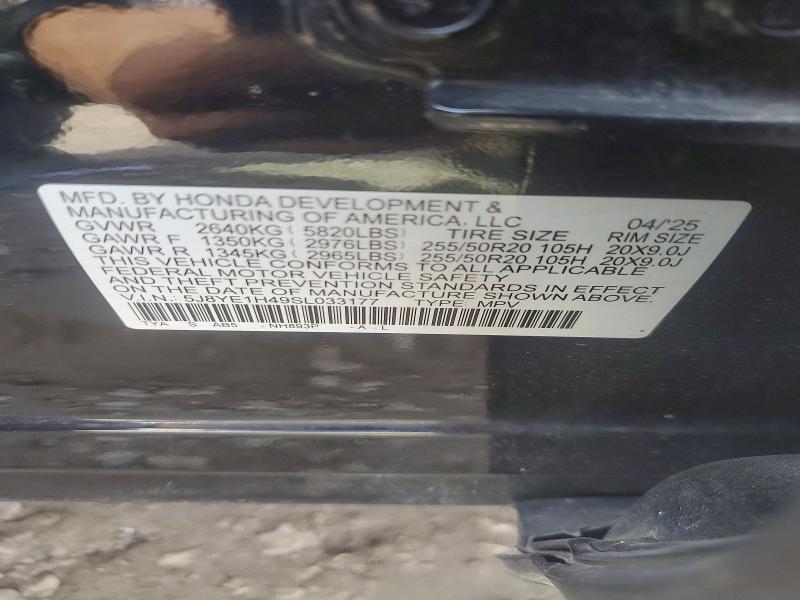 MFD. BY HONDA DEVELOPMENT &
MANUFACTURING OF AMERICA, LLC 04/'25
GVWR 2640KG ( 5820LBS) TIRE SIZE RIM SIZE
GAWR F 1350KG ( 2976LBS) 255/50R20 105H 20X9.0J
GAWR R 1345KG ( 2965LBS) 255/50R20 105H 20X9.0J
THIS VEHICLE CONFORMS TO ALL APPLICABLE
FEDERAL MOTOR VEHICLE SAFETY
AND THEFT PREVENTION STANDARDS IN EFFECT
ON THE DATE OF MANUFACTURE SHOWN ABOVE.
V.I.N.: 5J8YE1H49SL033177 TYPE: MPV
TYA S AB5 -NH893P -A-L